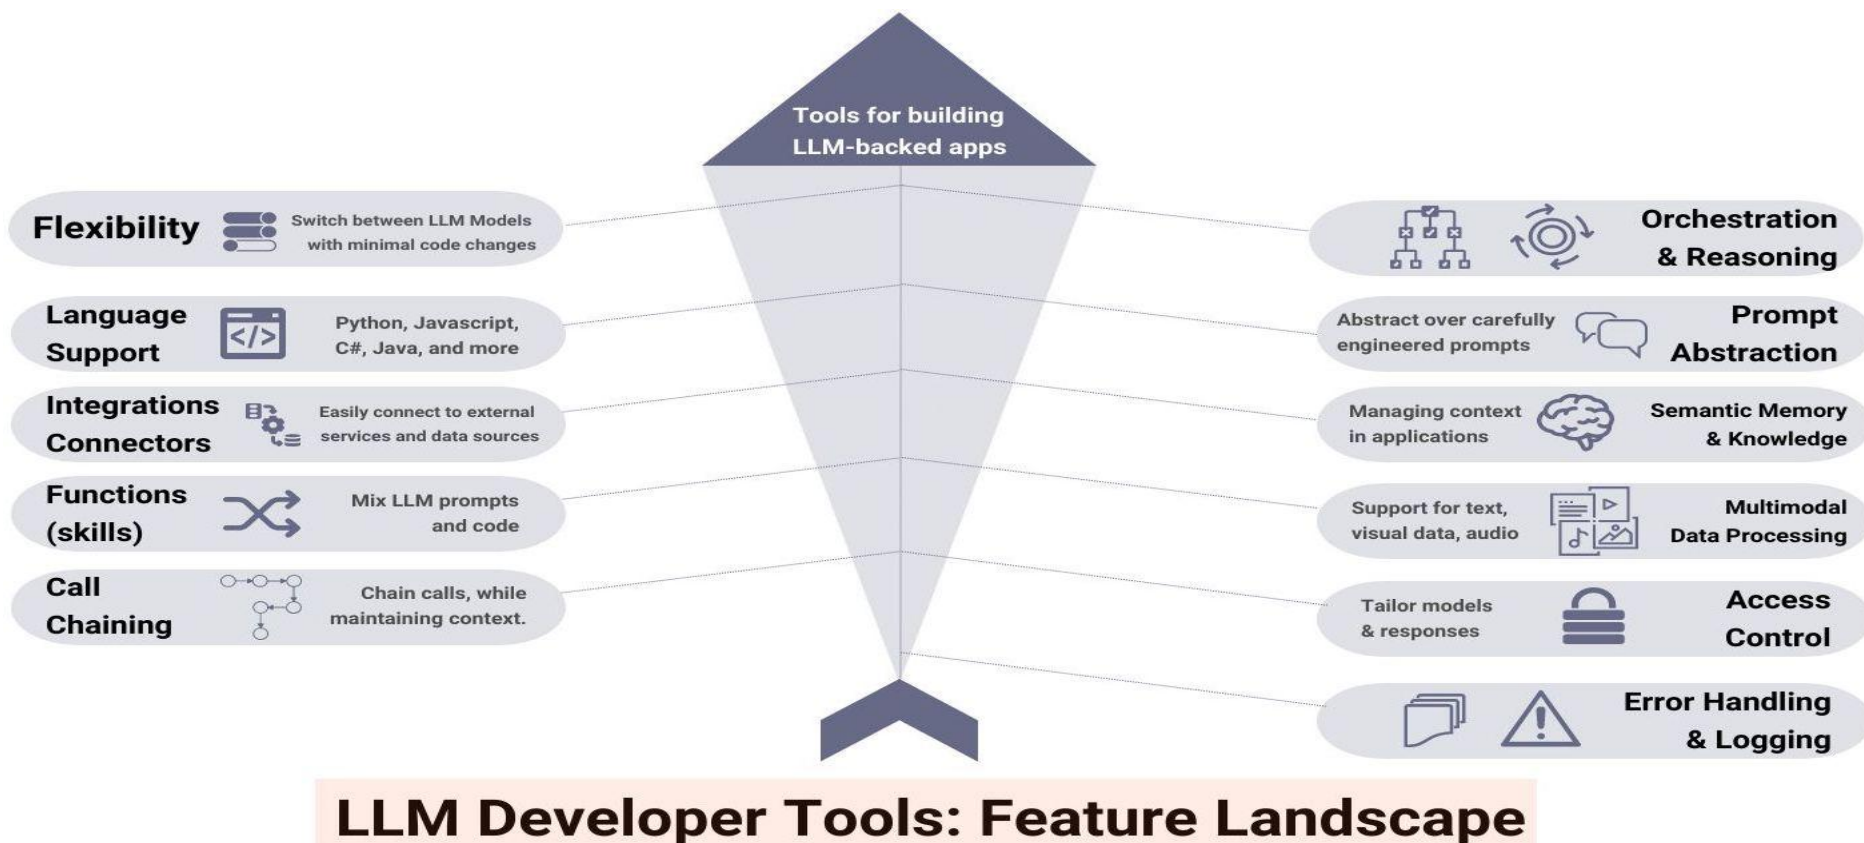 Tools for building
LLM-backed apps
Flexibility
Switch between LLM Models
with minimal code changes
Language
Support
</>
Python, Javascript,
C#, Java, and more
Integrations
Connectors
Easily connect to external
services and data sources
Functions
(skills)
Mix LLM prompts
and code
Call
Chaining
Chain calls, while
maintaining context.
Orchestration
& Reasoning
Abstract over carefully
engineered prompts
Prompt
Abstraction
Managing context
in applications
Semantic Memory
& Knowledge
Support for text,
visual data, audio
Multimodal
Data Processing
Tailor models
& responses
Access
Control
Error Handling
& Logging
LLM Developer Tools: Feature Landscape